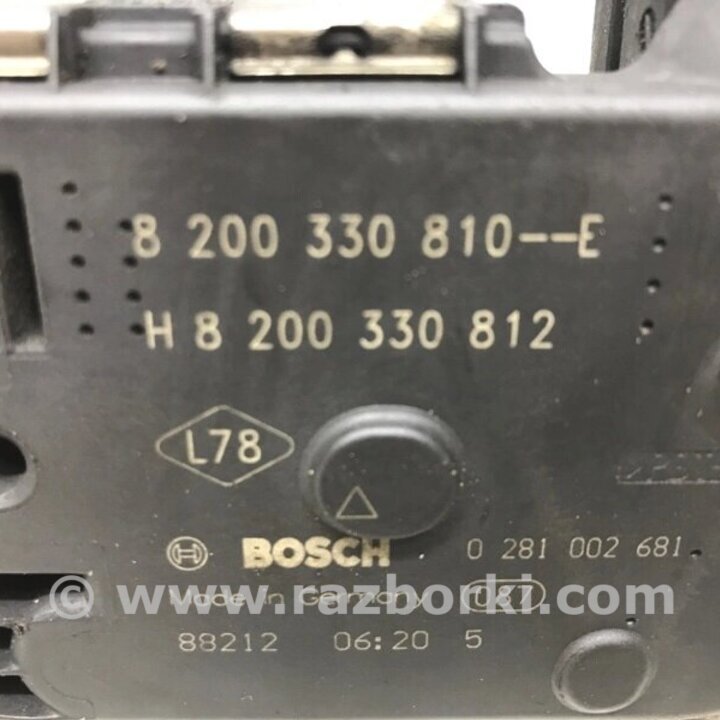 8 200 330 810--E
H 8 200 330 812
L78
BOSCH 0 281 002 681
Made in Germany 087
88212 06:20 5
© www.razborki.com